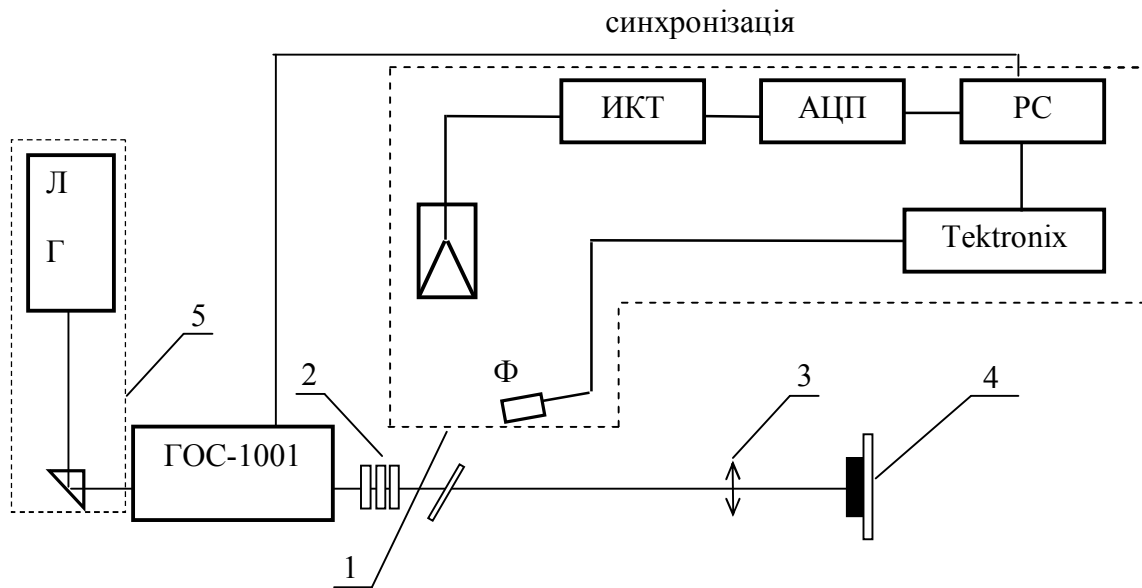 синхронізація
ИКТ
АЦП
РС
Л
Г
Tektronix
5
Ф
2
3
4
ГОС-1001
1